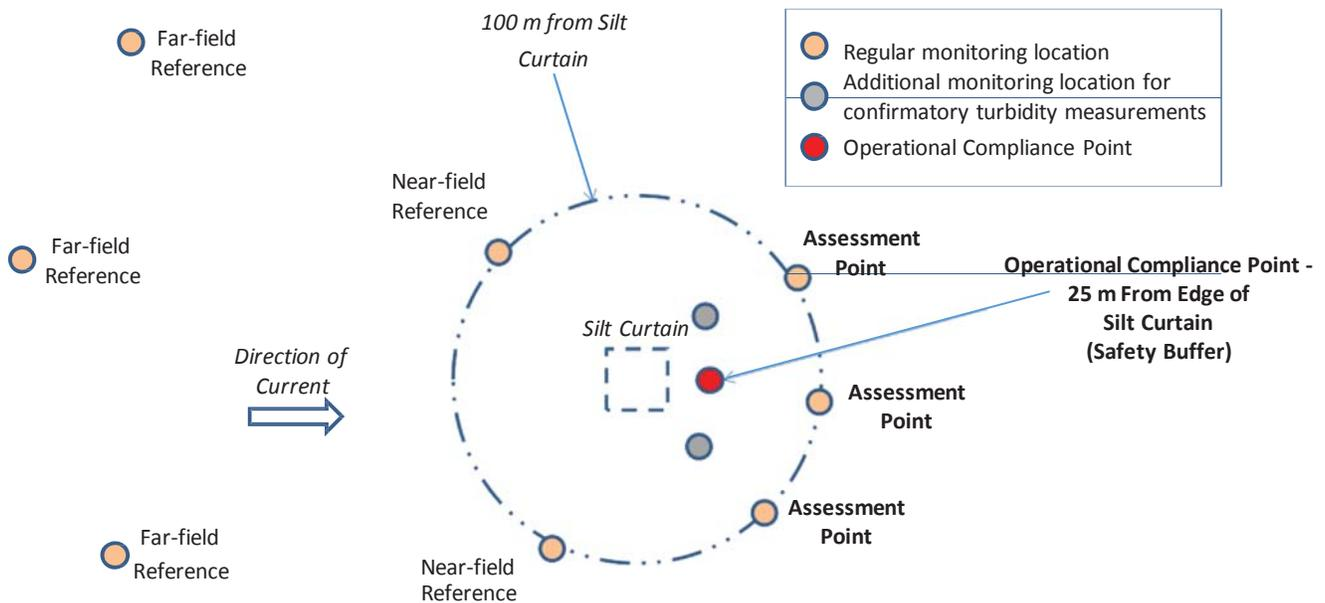 Far-field
Reference
100 m from Silt
Curtain
Regular monitoring location
Additional monitoring location for
confirmatory turbidity measurements
Operational Compliance Point
Near-field
Reference
Far-field
Reference
Assessment
Point
Operational Compliance Point -
25 m From Edge of
Silt Curtain
(Safety Buffer)
Silt Curtain
Direction of
Current
Assessment
Point
Assessment
Point
Far-field
Reference
Near-field
Reference